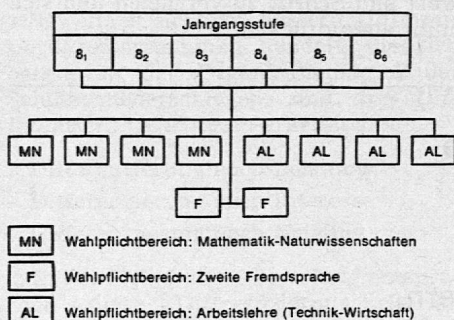 Jahrgangsstufe
8₁ 8₂ 8₃ 8₄ 8₅ 8₆
MN MN MN MN AL AL AL AL
F F
MN Wahlpflichtbereich: Mathematik-Naturwissenschaften
F Wahlpflichtbereich: Zweite Fremdsprache
AL Wahlpflichtbereich: Arbeitslehre (Technik-Wirtschaft)